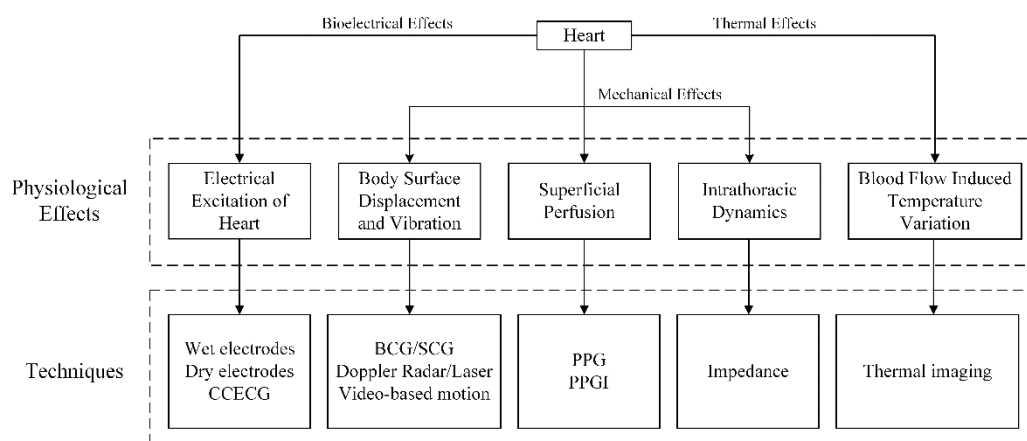 Bioelectrical Effects
Heart
Thermal Effects
Mechanical Effects
Physiological
Effects
Electrical
Excitation of
Heart
Body Surface
Displacement
and Vibration
Superficial
Perfusion
Intrathoracic
Dynamics
Blood Flow Induced
Temperature
Variation
Techniques
Wet electrodes
Dry electrodes
CCECG
BCG/SCG
Doppler Radar/Laser
Video-based motion
PPG
PPGI
Impedance
Thermal imaging